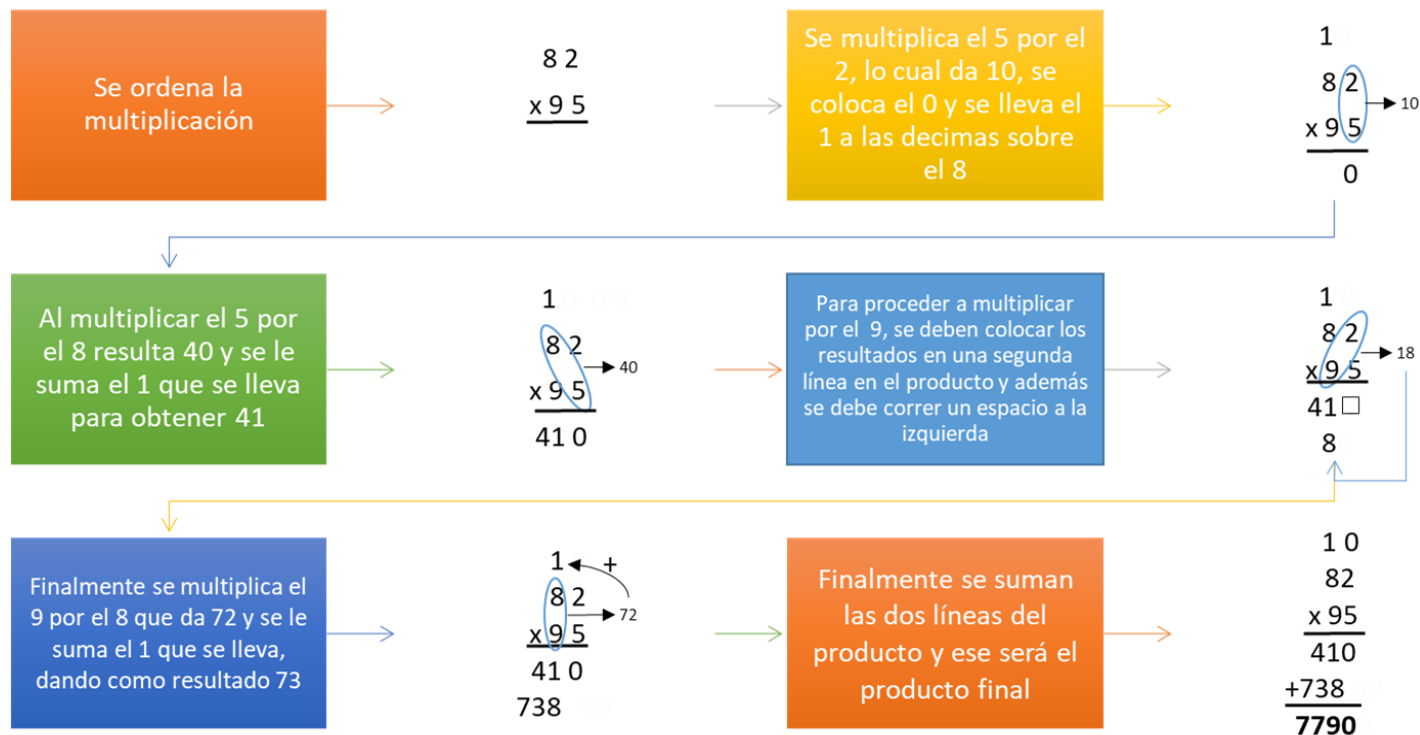 Se ordena la
multiplicación
8 2
x 9 5
Se multiplica el 5 por el
2, lo cual da 10, se
coloca el 0 y se lleva el
1 a las decimas sobre
el 8
1
8 2
10
x 9 5
0
Al multiplicar el 5 por
el 8 resulta 40 y se le
suma el 1 que se lleva
para obtener 41
1
8 2
40
x 9 5
41 0
Para proceder a multiplicar
por el 9, se deben colocar los
resultados en una segunda
línea en el producto y además
se debe correr un espacio a la
izquierda
1
8 2
18
x 9 5
41 □
8
Finalmente se multiplica el
9 por el 8 que da 72 y se le
suma el 1 que se lleva,
dando como resultado 73
1 +
8 2
72
x 9 5
41 0
738
Finalmente se suman
las dos líneas del
producto y ese será el
producto final
1 0
82
x 95
410
+738
7790